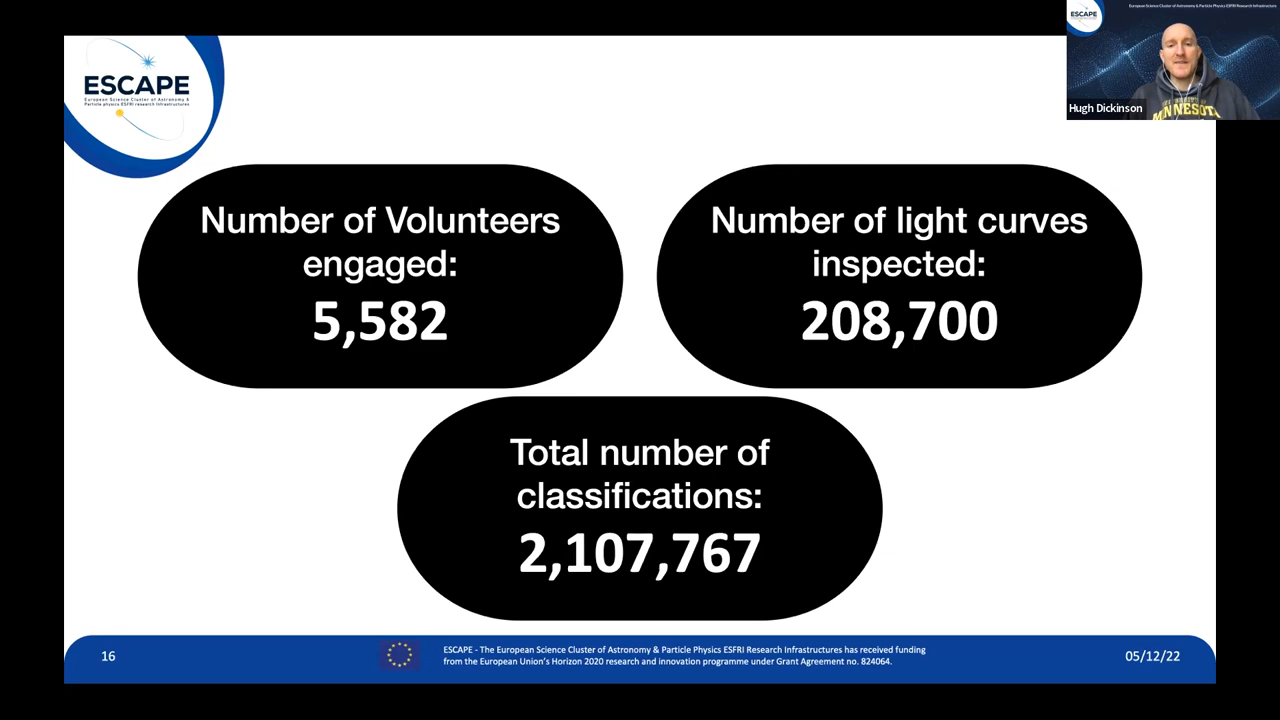 ESCAPE
European Science Cluster of Astronomy &
Particle physics ESFRI research Infrastructures
European Science Cluster of Astronomy & Particle Physics ESFRI Research Infrastructure
ESCAPE
Hugh Dickinson
MINNESOTA
Number of Volunteers
engaged:
5,582
Number of light curves
inspected:
208,700
Total number of
classifications:
2,107,767
16
ESCAPE - The European Science Cluster of Astronomy & Particle Physics ESFRI Research Infrastructures has received funding
from the European Union's Horizon 2020 research and innovation programme under Grant Agreement no. 824064.
05/12/22